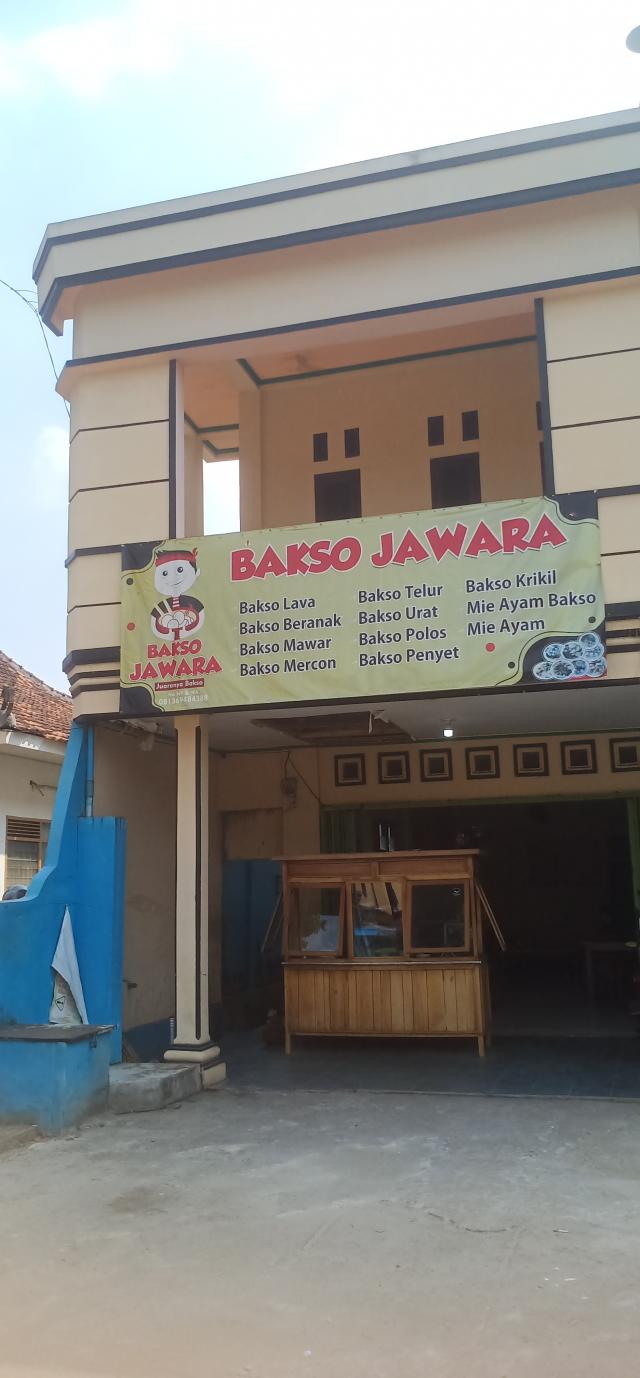 BAKSO JAWARA
Bakso Lava
Bakso Beranak
Bakso Mawar
Bakso Mercon
Bakso Telur
Bakso Urat
Bakso Polos
Bakso Penyet
Bakso Krikil
Mie Ayam Bakso
Mie Ayam
BAKSO
JAWARA
Juaranya Bakso
081369484388